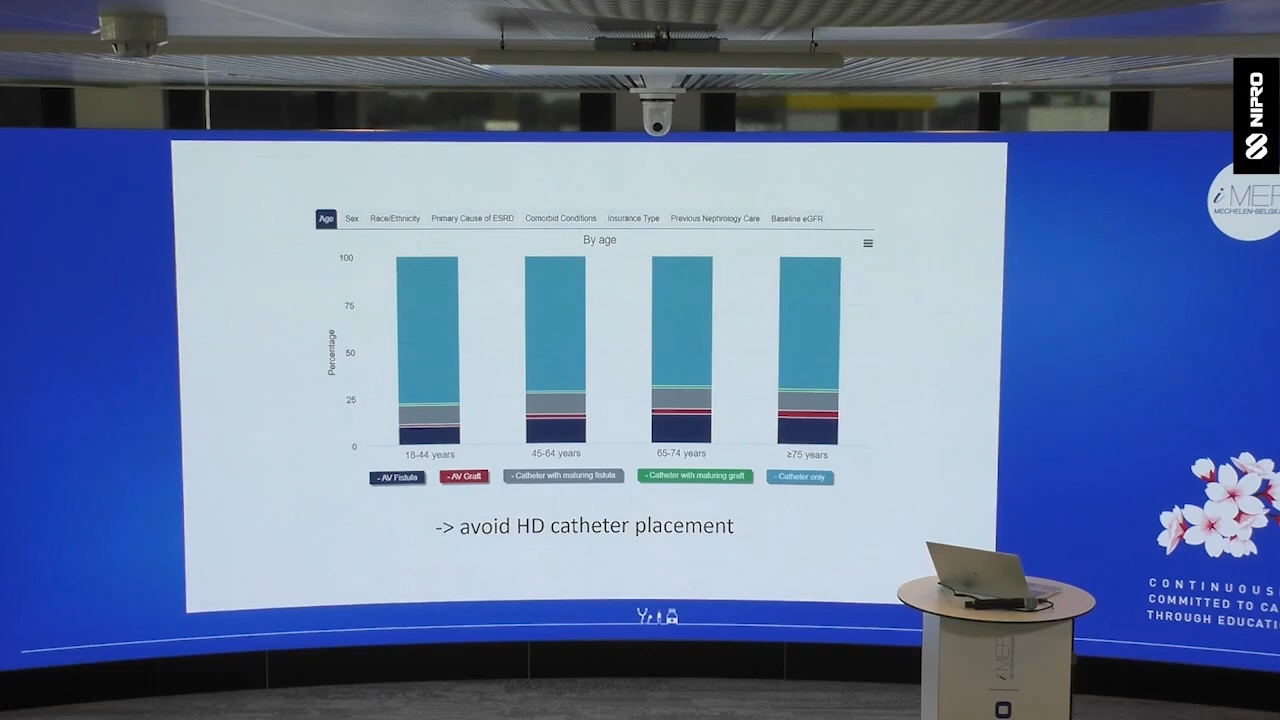 NIPRO
iMEP
MECHELEN-BELGIU
Age Sex Race/Ethnicity Primary Cause of ESRD Comorbid Conditions Insurance Type Previous Nephrology Care Baseline eGFR
By age
Percentage
100
75
50
25
0
18-44 years 45-64 years 65-74 years ≥75 years
- AV Fistula - AV Graft - Catheter with maturing fistula - Catheter with maturing graft - Catheter only
-> avoid HD catheter placement
CONTINUOUS
COMMITTED TO CA
THROUGH EDUCATI
iMEP